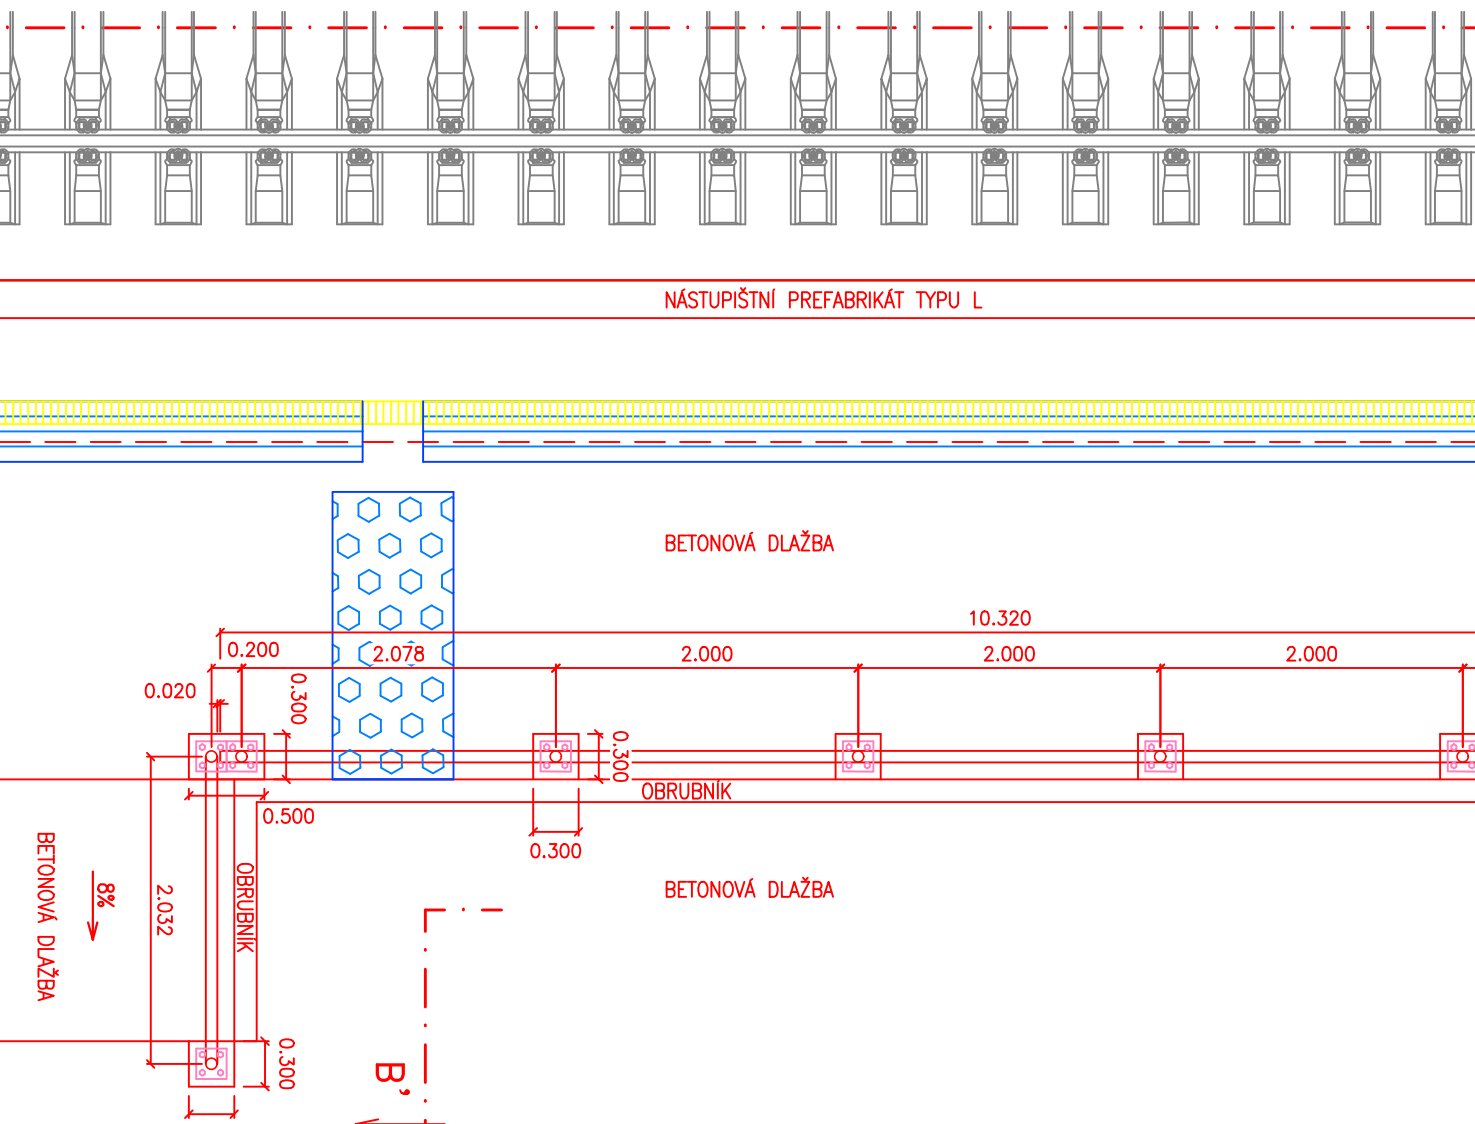 NÁSTUPIŠTNÍ PREFABRIKÁT TYPU L
BETONOVÁ DLAŽBA
10.320
0.200
2.078
2.000
2.000
2.000
0.020
0.300
0.300
OBRUBNÍK
0.500
0.300
BETONOVÁ DLAŽBA
8%
2.032
OBRUBNÍK
BETONOVÁ DLAŽBA
0.300
B'